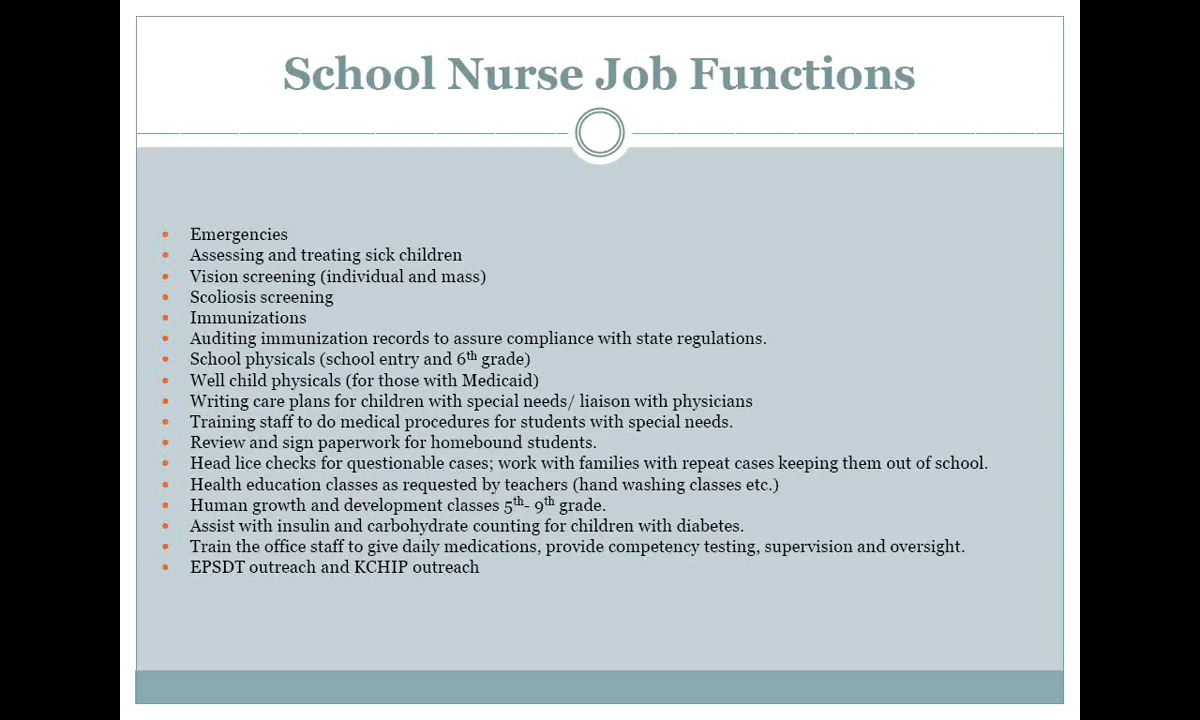 School Nurse Job Functions
• Emergencies
• Assessing and treating sick children
• Vision screening (individual and mass)
• Scoliosis screening
• Immunizations
• Auditing immunization records to assure compliance with state regulations.
• School physicals (school entry and 6th grade)
• Well child physicals (for those with Medicaid)
• Writing care plans for children with special needs/ liaison with physicians
• Training staff to do medical procedures for students with special needs.
• Review and sign paperwork for homebound students.
• Head lice checks for questionable cases; work with families with repeat cases keeping them out of school.
• Health education classes as requested by teachers (hand washing classes etc.)
• Human growth and development classes 5th- 9th grade.
• Assist with insulin and carbohydrate counting for children with diabetes.
• Train the office staff to give daily medications, provide competency testing, supervision and oversight.
• EPSDT outreach and KCHIP outreach